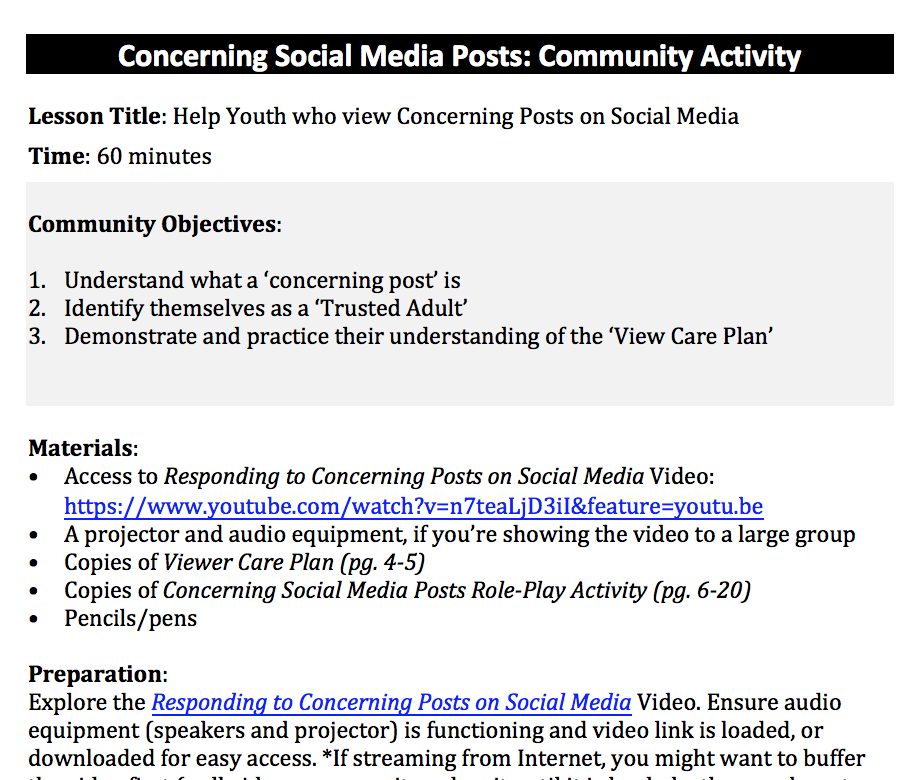 Concerning Social Media Posts: Community Activity
Lesson Title: Help Youth who view Concerning Posts on Social Media
Time: 60 minutes
Community Objectives:
1. Understand what a ‘concerning post’ is
2. Identify themselves as a ‘Trusted Adult’
3. Demonstrate and practice their understanding of the ‘View Care Plan’
Materials:
• Access to Responding to Concerning Posts on Social Media Video:
https://www.youtube.com/watch?v=n7teaLjD3iI&feature=youtu.be
• A projector and audio equipment, if you’re showing the video to a large group
• Copies of Viewer Care Plan (pg. 4-5)
• Copies of Concerning Social Media Posts Role-Play Activity (pg. 6-20)
• Pencils/pens
Preparation:
Explore the Responding to Concerning Posts on Social Media Video. Ensure audio
equipment (speakers and projector) is functioning and video link is loaded, or
downloaded for easy access. *If streaming from Internet, you might want to buffer